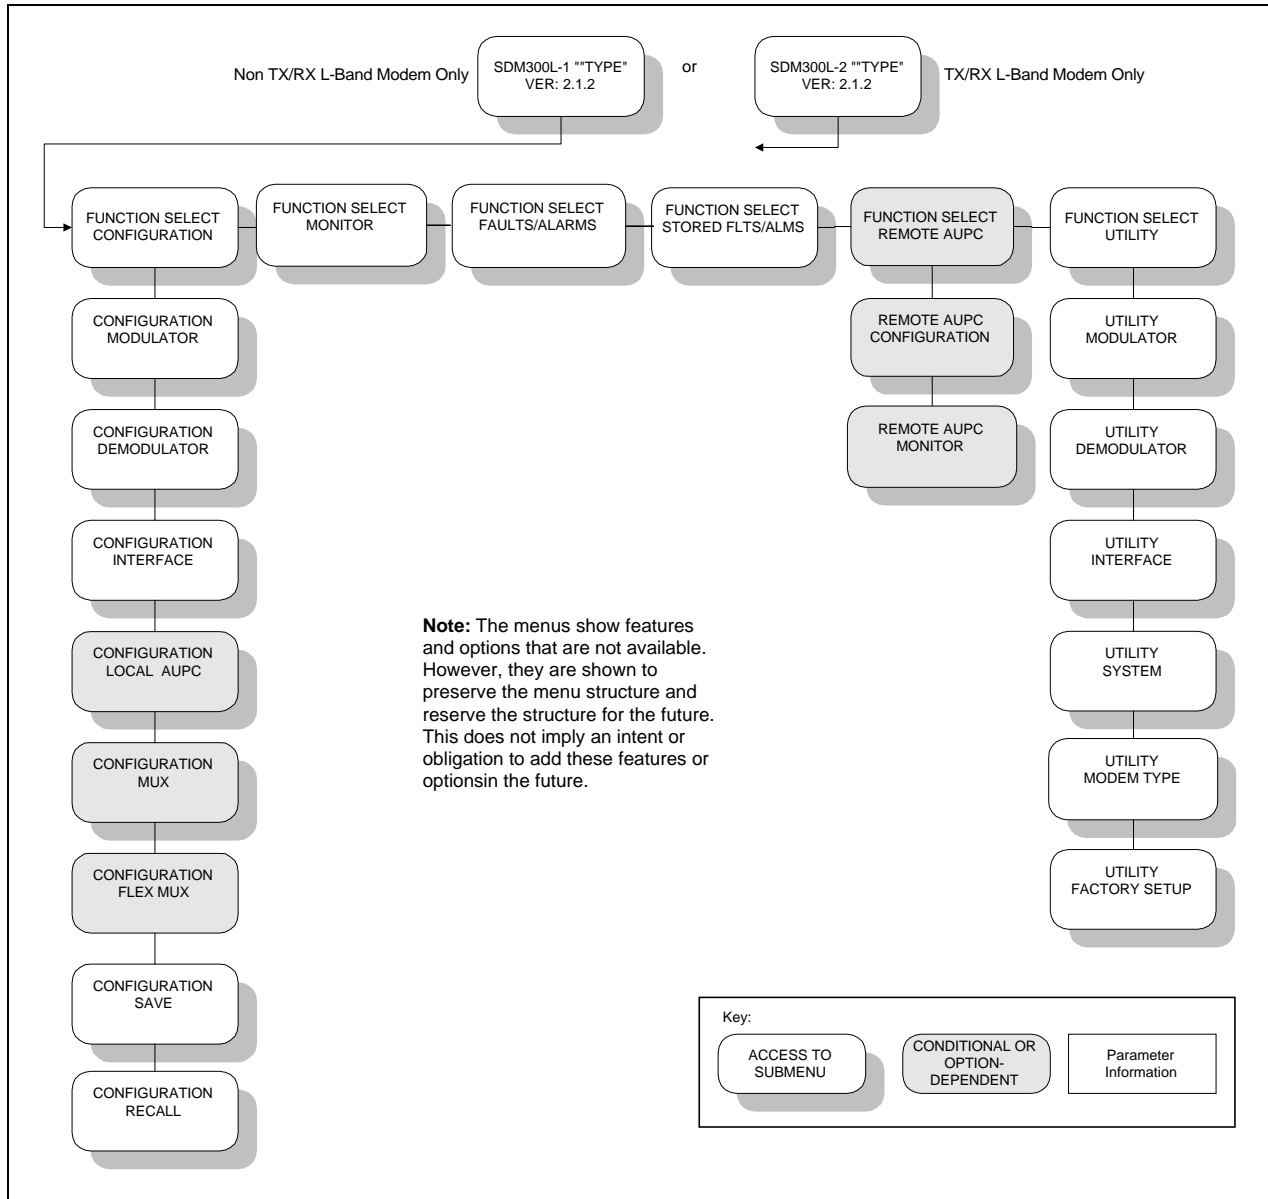 Non TX/RX L-Band Modem Only
SDM300L-1 ""TYPE"
VER: 2.1.2
or
SDM300L-2 ""TYPE"
VER: 2.1.2
TX/RX L-Band Modem Only
FUNCTION SELECT
CONFIGURATION
FUNCTION SELECT
MONITOR
FUNCTION SELECT
FAULTS/ALARMS
FUNCTION SELECT
STORED FLTS/ALMS
FUNCTION SELECT
REMOTE AUPC
FUNCTION SELECT
UTILITY
CONFIGURATION
MODULATOR
CONFIGURATION
DEMODULATOR
CONFIGURATION
INTERFACE
CONFIGURATION
LOCAL AUPC
CONFIGURATION
MUX
CONFIGURATION
FLEX MUX
CONFIGURATION
SAVE
CONFIGURATION
RECALL
REMOTE AUPC
CONFIGURATION
REMOTE AUPC
MONITOR
UTILITY
MODULATOR
UTILITY
DEMODULATOR
UTILITY
INTERFACE
UTILITY
SYSTEM
UTILITY
MODEM TYPE
UTILITY
FACTORY SETUP
Note: The menus show features
and options that are not available.
However, they are shown to
preserve the menu structure and
reserve the structure for the future.
This does not imply an intent or
obligation to add these features or
optionsin the future.
Key:
ACCESS TO
SUBMENU
CONDITIONAL OR
OPTION-
DEPENDENT
Parameter
Information